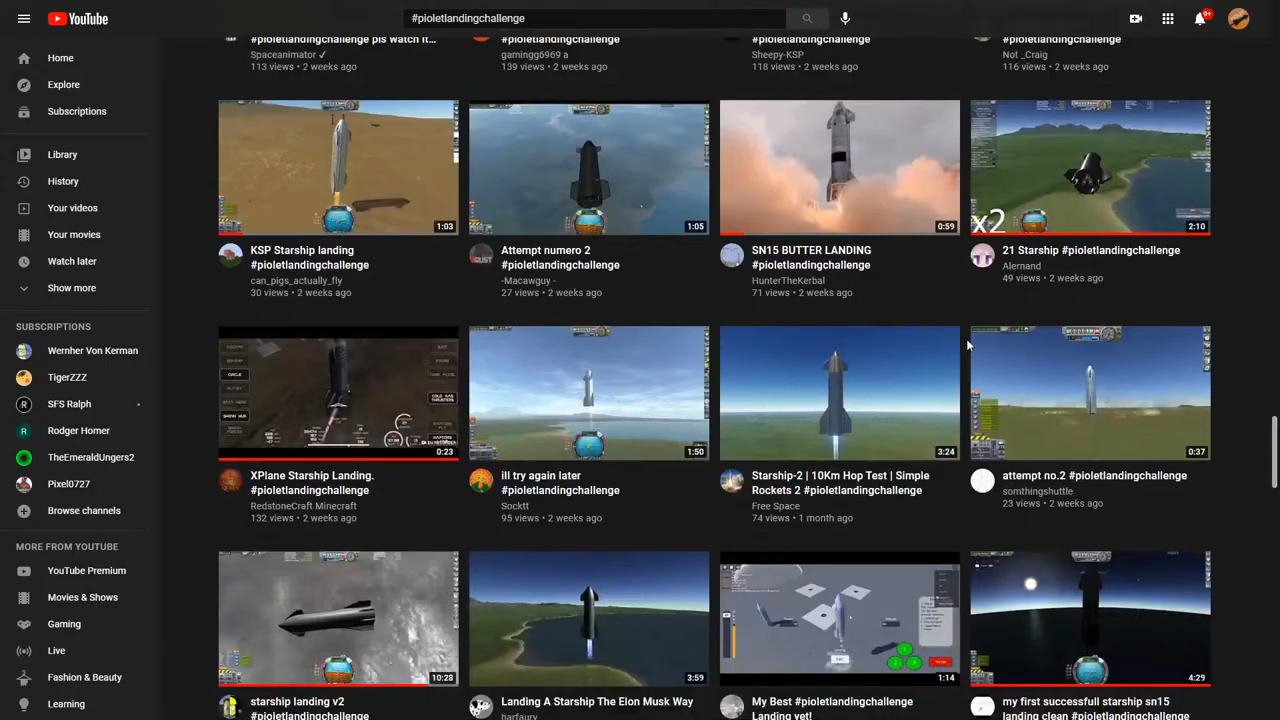 YouTube
#pioletlandingchallenge
9+
Home
Explore
Subscriptions
Library
History
Your videos
Your movies
Watch later
Show more
SUBSCRIPTIONS
Wernher Von Kerman
TigerZZZ
R SFS Ralph
R Rodger Homer
TheEmeraldUngers2
Pixel0727
Browse channels
MORE FROM YOUTUBE
YouTube Premium
Movies & Shows
Gaming
Live
Fashion & Beauty
Learning
#pioletlandingchallenge pls watch it...
Spaceanimator
113 views • 2 weeks ago
#pioletlandingchallenge
gamingg6969 a
139 views • 2 weeks ago
#pioletlandingchallenge
Sheepy-KSP
118 views • 2 weeks ago
#pioletlandingchallenge
Not _Craig
116 views • 2 weeks ago
1:03
KSP Starship landing
#pioletlandingchallenge
can_pigs_actually_fly
30 views • 2 weeks ago
1:05
Attempt numero 2
#pioletlandingchallenge
-Macawguy -
27 views • 2 weeks ago
0:59
SN15 BUTTER LANDING
#pioletlandingchallenge
HunterTheKerbal
71 views • 2 weeks ago
x2
2:10
21 Starship #pioletlandingchallenge
Alernand
49 views • 2 weeks ago
0:23
XPlane Starship Landing.
#pioletlandingchallenge
RedstoneCraft Minecraft
132 views • 2 weeks ago
1:50
ill try again later
#pioletlandingchallenge
Socktt
95 views • 2 weeks ago
3:24
Starship-2 | 10Km Hop Test | Simple
Rockets 2 #pioletlandingchallenge
Free Space
74 views • 1 month ago
0:37
attempt no.2 #pioletlandingchallenge
somthingshuttle
23 views • 2 weeks ago
10:28
starship landing v2
#pioletlandingchallenge
3:59
Landing A Starship The Elon Musk Way
harfaury
1:14
My Best #pioletlandingchallenge
Landing yet!
4:29
my first successfull starship sn15
landing clean #pioletlandingchallenge